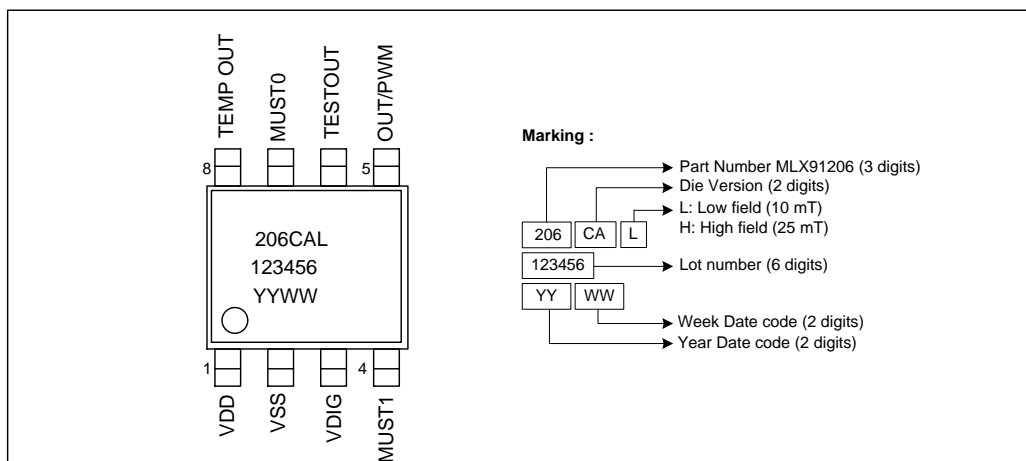 TEMP OUT
MUST0
TESTOUT
OUT/PWM
8
5
206CAL
123456
YYWW
1
4
VDD
VSS
VDIG
MUST1
Marking :
Part Number MLX91206 (3 digits)
Die Version (2 digits)
L: Low field (10 mT)
H: High field (25 mT)
206 CA L
123456
Lot number (6 digits)
YY WW
Week Date code (2 digits)
Year Date code (2 digits)